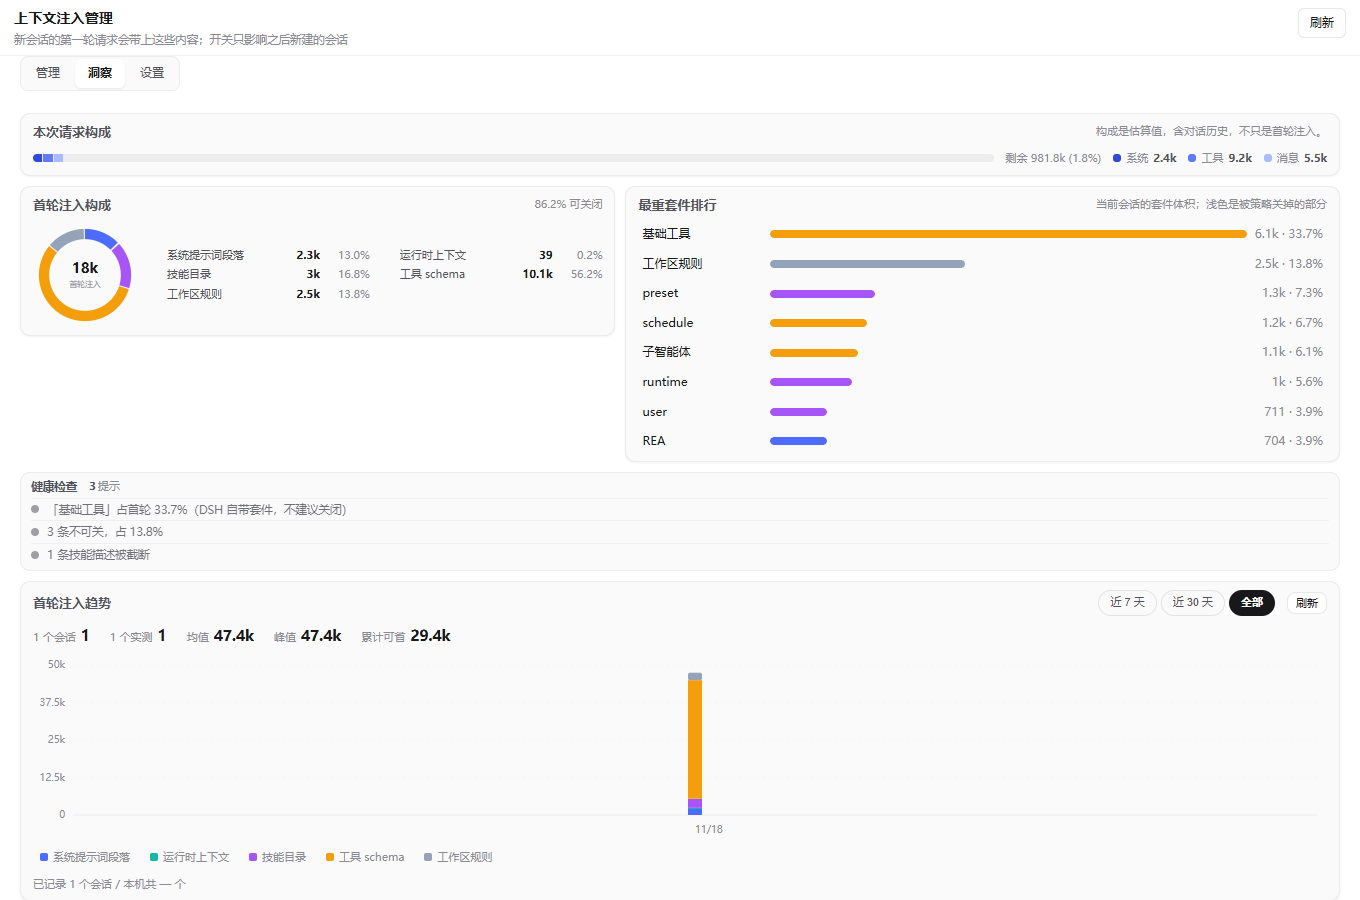 上下文注入管理
新会话的第一轮请求会带上这些内容；开关只影响之后新建的会话
刷新
管理 洞察 设置
本次请求构成
构成是估算值，含对话历史，不只是首轮注入。
剩余 981.8k (1.8%) 系统 2.4k 工具 9.2k 消息 5.5k
首轮注入构成
86.2% 可关闭
18k
首轮注入
系统提示词段落 2.3k 13.0% 运行时上下文 39 0.2%
技能目录 3k 16.8% 工具 schema 10.1k 56.2%
工作区规则 2.5k 13.8%
最重套件排行
当前会话的套件体积；浅色是被策略关掉的部分
基础工具 6.1k · 33.7%
工作区规则 2.5k · 13.8%
preset 1.3k · 7.3%
schedule 1.2k · 6.7%
子智能体 1.1k · 6.1%
runtime 1k · 5.6%
user 711 · 3.9%
REA 704 · 3.9%
健康检查 3 提示
「基础工具」占首轮 33.7%（DSH 自带套件，不建议关闭）
3 条不可关，占 13.8%
1 条技能描述被截断
首轮注入趋势
近 7 天 近 30 天 全部 刷新
1 个会话 1 1 个实测 1 均值 47.4k 峰值 47.4k 累计可省 29.4k
50k
37.5k
25k
12.5k
0
11/18
系统提示词段落 运行时上下文 技能目录 工具 schema 工作区规则
已记录 1 个会话 / 本机共 — 个